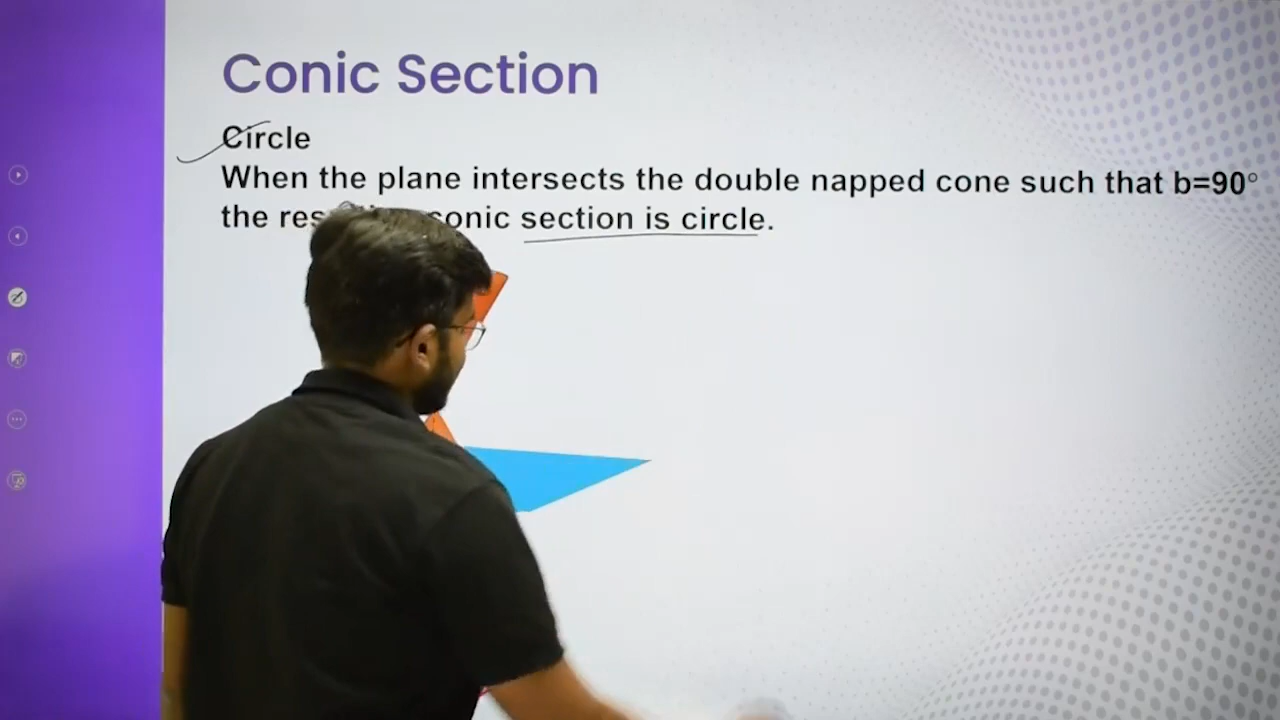 Conic Section
Circle
When the plane intersects the double napped cone such that b=90°
the conic section is circle.